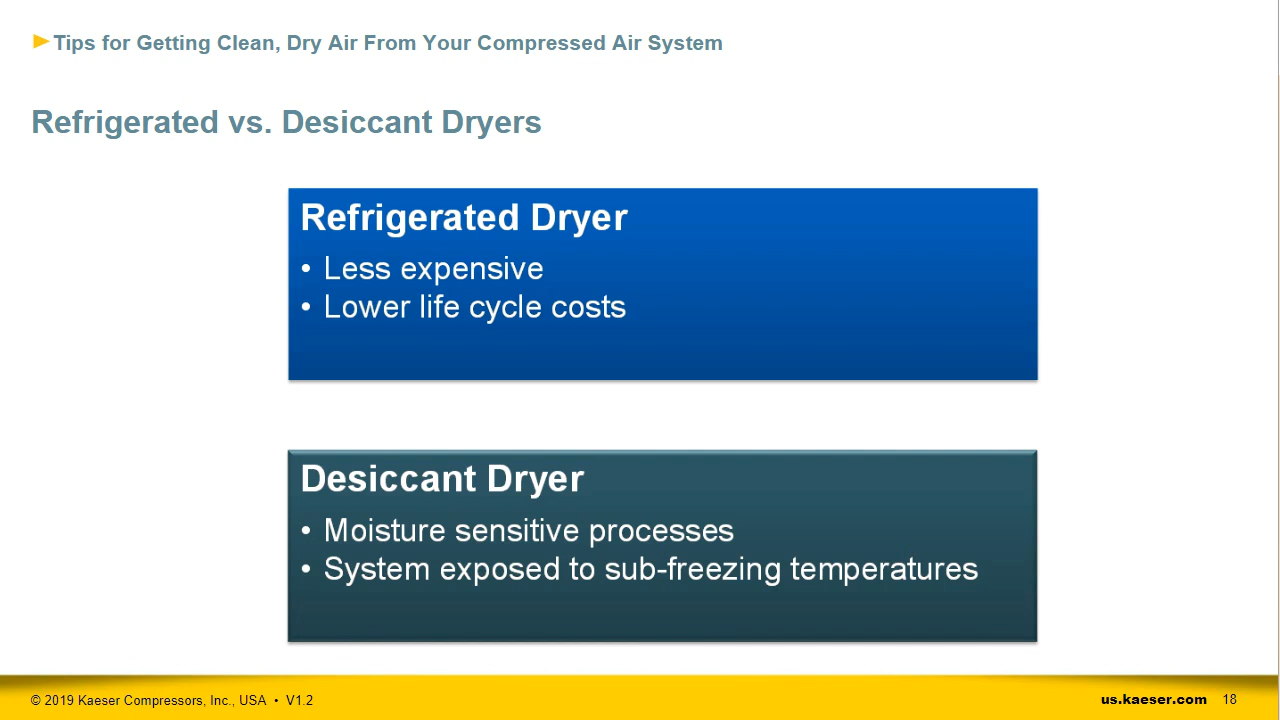 Tips for Getting Clean, Dry Air From Your Compressed Air System
Refrigerated vs. Desiccant Dryers
Refrigerated Dryer
• Less expensive
• Lower life cycle costs
Desiccant Dryer
• Moisture sensitive processes
• System exposed to sub-freezing temperatures
© 2019 Kaeser Compressors, Inc., USA • V1.2
us.kaeser.com 18